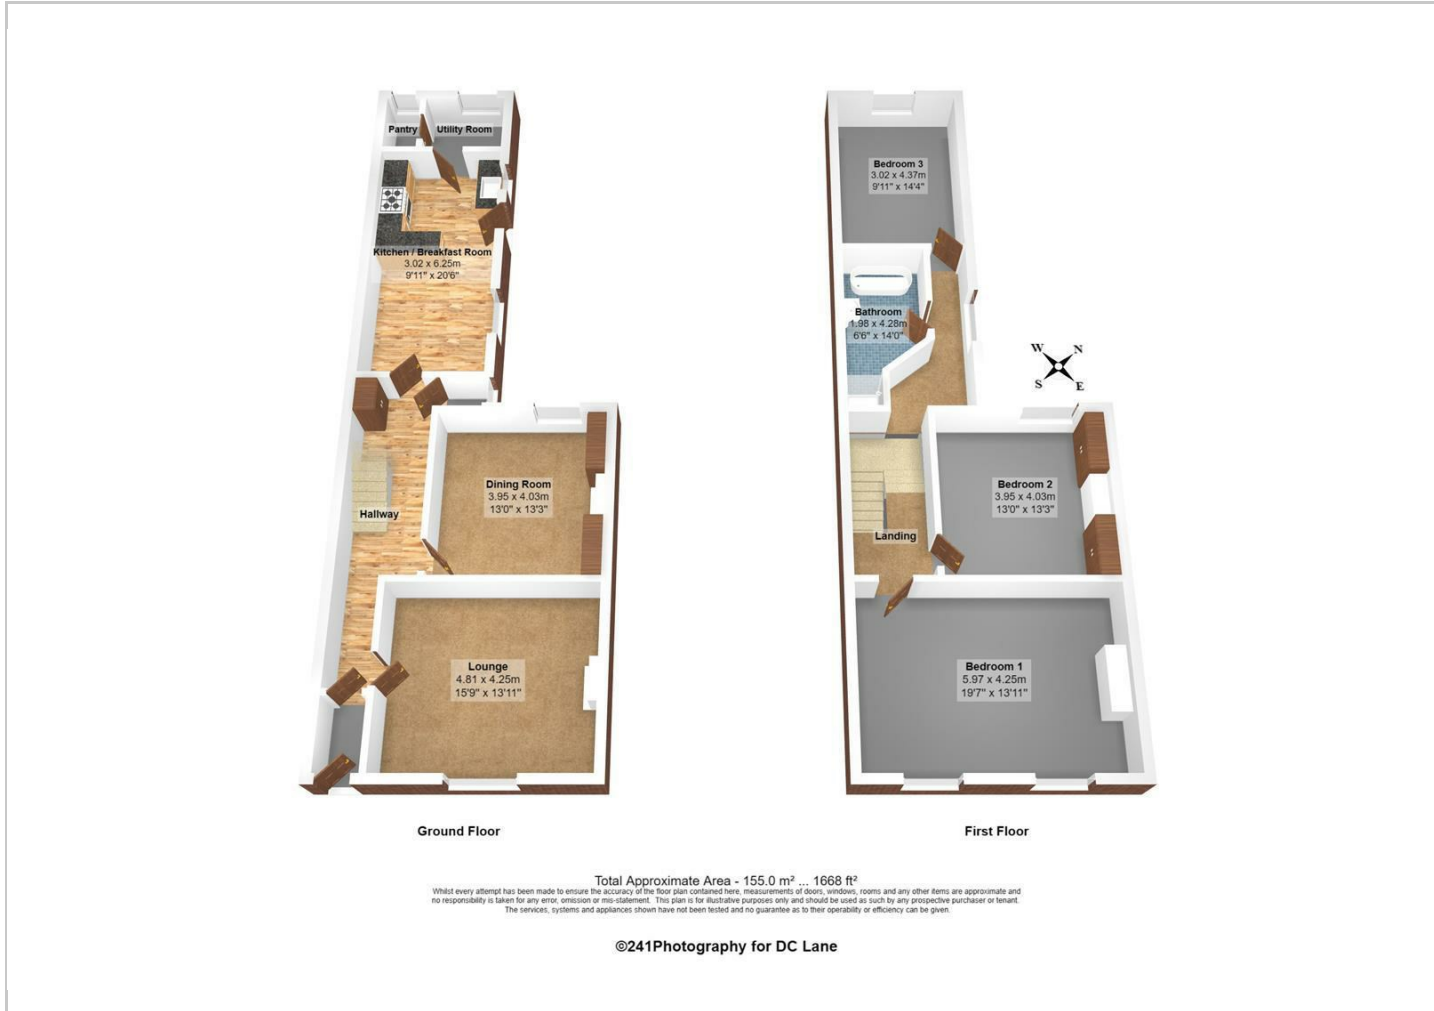 Pantry
Utility Room
Kitchen / Breakfast Room
3.02 x 6.25m
9'11" x 20'6"
Dining Room
3.95 x 4.03m
13'0" x 13'3"
Hallway
Lounge
4.81 x 4.25m
15'9" x 13'11"
Ground Floor
Bedroom 3
3.02 x 4.37m
9'11" x 14'4"
Bathroom
1.98 x 4.28m
6'6" x 14'0"
W N
S E
Bedroom 2
3.95 x 4.03m
13'0" x 13'3"
Landing
Bedroom 1
5.97 x 4.25m
19'7" x 13'11"
First Floor
Total Approximate Area - 155.0 m² ... 1668 ft²
Whilst every attempt has been made to ensure the accuracy of the floor plan contained here, measurements of doors, windows, rooms and any other items are approximate and
no responsibility is taken for any error, omission or mis-statement. This plan is for illustrative purposes only and should be used as such by any prospective purchaser or tenant.
The services, systems and appliances shown have not been tested and no guarantee as to their operability or efficiency can be given.
©241Photography for DC Lane